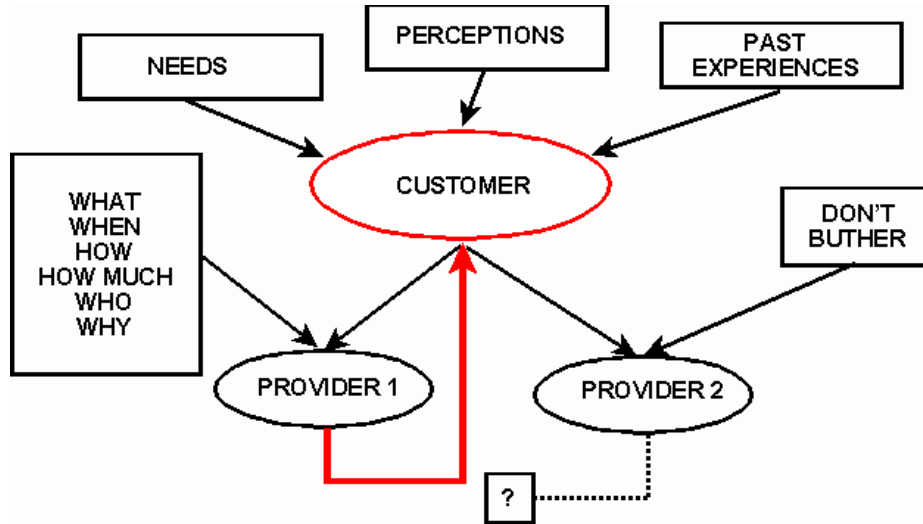 PERCEPTIONS
NEEDS
PAST
EXPERIENCES
CUSTOMER
WHAT
WHEN
HOW
HOW MUCH
WHO
WHY
DON'T
BUTHER
PROVIDER 1
PROVIDER 2
?